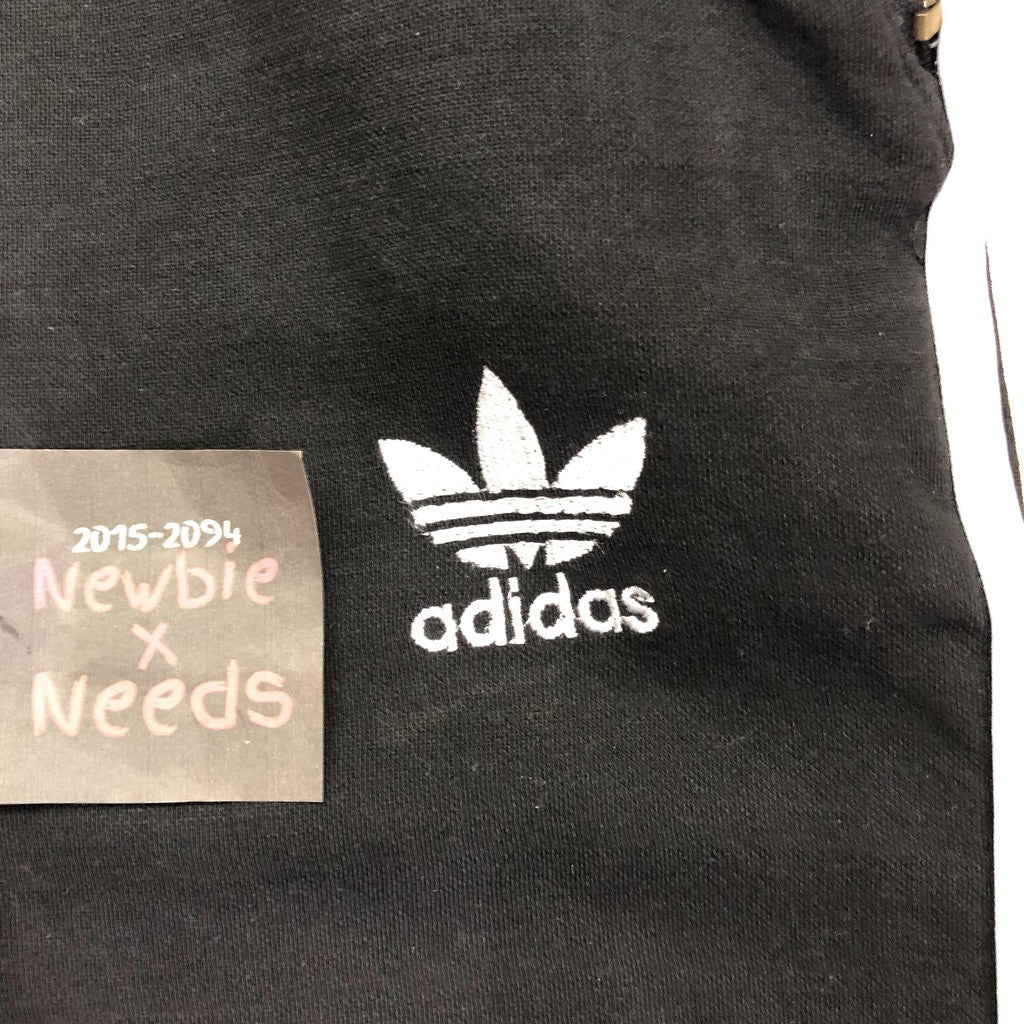 2015-2094
Newbie
x
Needs
adidas